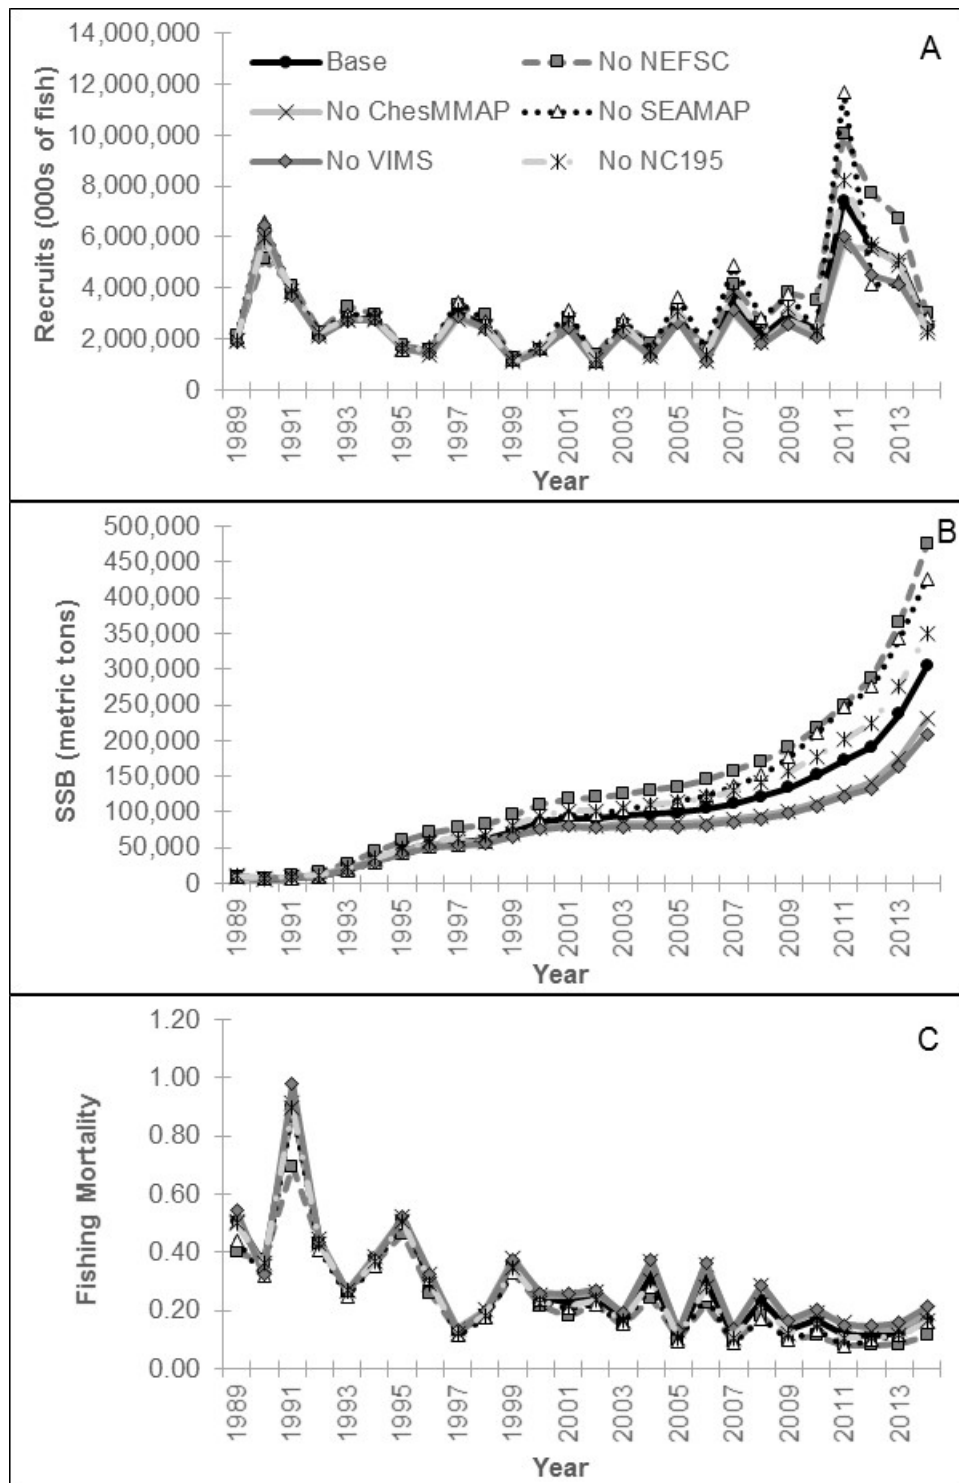 14,000,000
A
Base
No NEFSC
12,000,000
No ChesMMAP
No SEAMAP
10,000,000
No VIMS
No NC195
8,000,000
6,000,000
4,000,000
2,000,000
0
Recruits (000s of fish)
1989 1991 1993 1995 1997 1999 2001 2003 2005 2007 2009 2011 2013
Year
B
500,000
450,000
400,000
350,000
300,000
250,000
200,000
150,000
100,000
50,000
0
SSB (metric tons)
1989 1991 1993 1995 1997 1999 2001 2003 2005 2007 2009 2011 2013
Year
C
1.20
1.00
0.80
0.60
0.40
0.20
0.00
Fishing Mortality
1989 1991 1993 1995 1997 1999 2001 2003 2005 2007 2009 2011 2013
Year